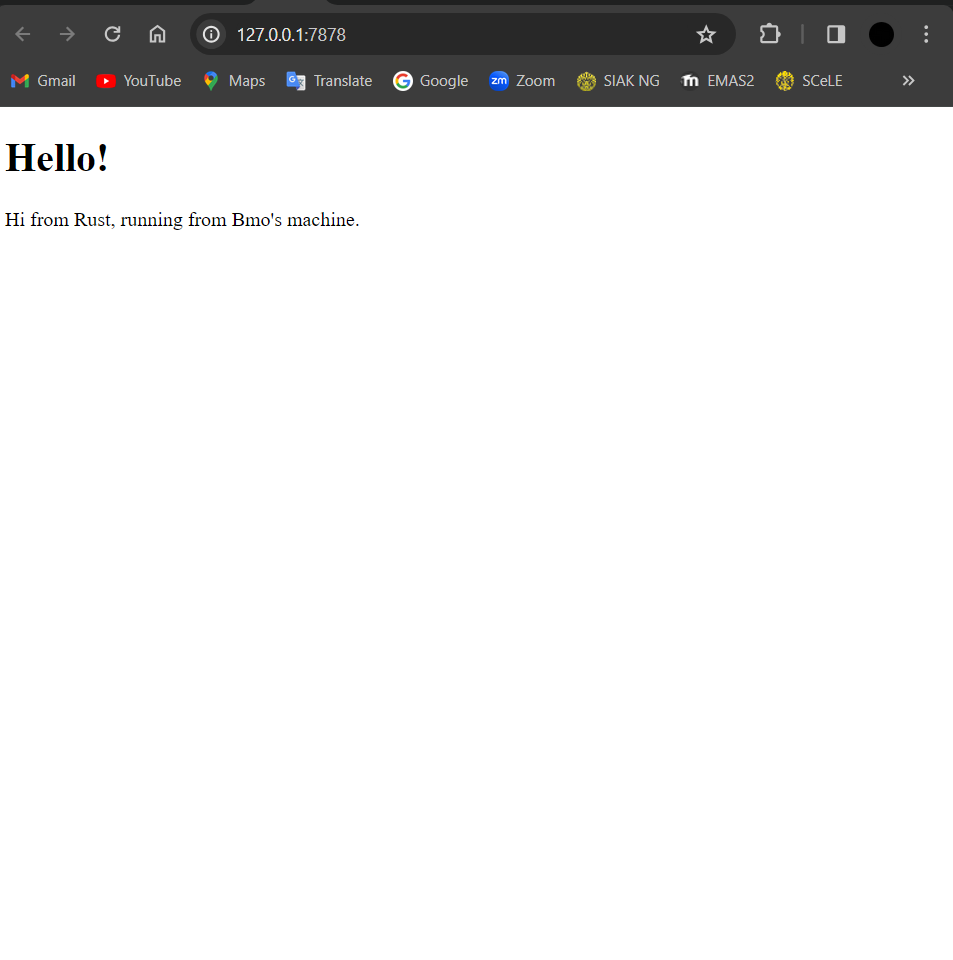 127.0.0.1:7878
Gmail YouTube Maps Translate Google Zoom SIAK NG EMAS2 SCeLE
Hello!
Hi from Rust, running from Bmo's machine.